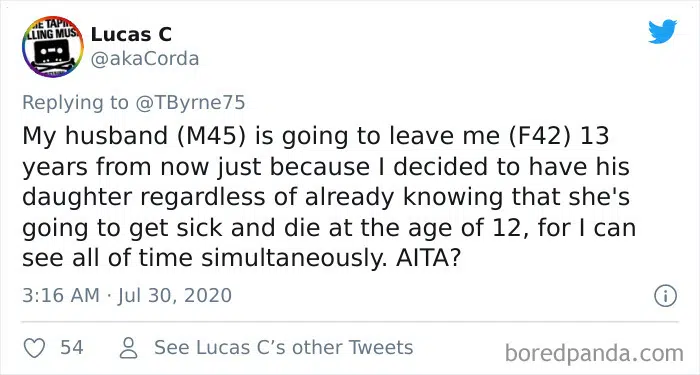 THE TAPIN
LLING MUS
Lucas C
@akaCorda
Replying to @TByrne75
My husband (M45) is going to leave me (F42) 13
years from now just because I decided to have his
daughter regardless of already knowing that she's
going to get sick and die at the age of 12, for I can
see all of time simultaneously. AITA?
3:16 AM · Jul 30, 2020
54
See Lucas C’s other Tweets
boredpanda.com